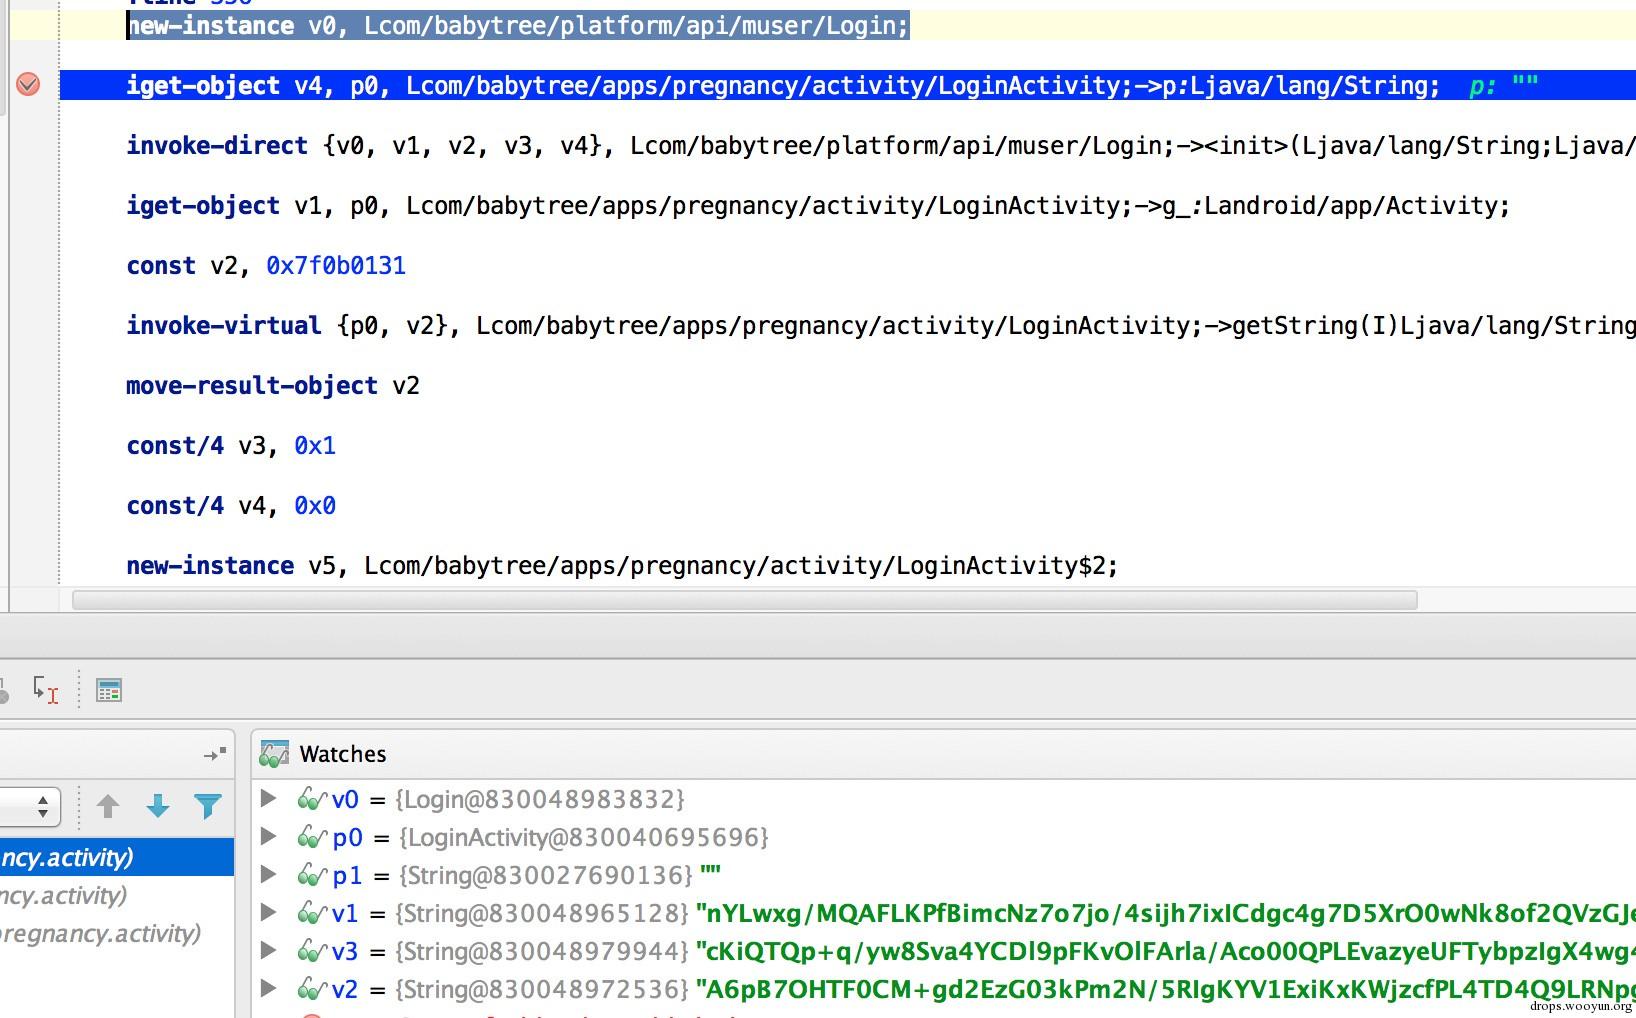 new-instance v0, Lcom/babytree/platform/api/muser/Login;
iget-object v4, p0, Lcom/babytree/apps/pregnancy/activity/LoginActivity;->p:Ljava/lang/String; p: ""
invoke-direct {v0, v1, v2, v3, v4}, Lcom/babytree/platform/api/muser/Login;-><init>(Ljava/lang/String;Ljava/
iget-object v1, p0, Lcom/babytree/apps/pregnancy/activity/LoginActivity;->g_:Landroid/app/Activity;
const v2, 0x7f0b0131
invoke-virtual {p0, v2}, Lcom/babytree/apps/pregnancy/activity/LoginActivity;->getString(I)Ljava/lang/String
move-result-object v2
const/4 v3, 0x1
const/4 v4, 0x0
new-instance v5, Lcom/babytree/apps/pregnancy/activity/LoginActivity$2;
Watches
v0 = {Login@830048983832}
p0 = {LoginActivity@830040695696}
p1 = {String@830027690136} ""
v1 = {String@830048965128} "nYLwxg/MQAFLKPfBimcNz7o7jo/4sijh7ixICdgc4g7D5XrO0wNk8of2QVzGJe
v3 = {String@830048979944} "cKiQTQp+q/yw8Sva4YCDl9pFKvOlFArla/Aco00QPLEvazyeUFTybpzIgX4wg4
v2 = {String@830048972536} "A6pB7OHTF0CM+gd2EzG03kPm2N/5RIgKYV1ExiKxKWjzcfPL4TD4Q9LRNpg
ncy.activity)
ncy.activity)
regnancy.activity)
drops.wooyun.org